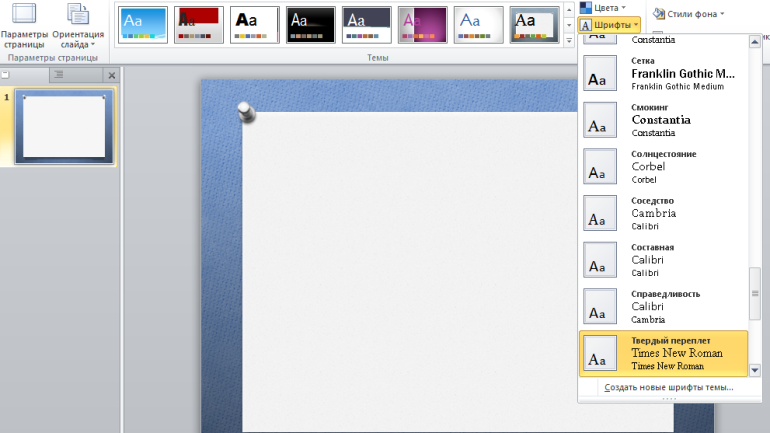 Параметры страницы
Ориентация слайда
Параметры страницы
Aa Aa Aa Aa Aa Aa Aa Aa
Темы
Цвета
A Шрифты
Стили фона
1
Constantia
Aa Сетка
Franklin Gothic M...
Franklin Gothic Medium
Aa Смокинг
Constantia
Constantia
Aa Солнцестояние
Corbel
Corbel
Aa Соседство
Cambria
Calibri
Aa Составная
Calibri
Calibri
Aa Справедливость
Calibri
Cambria
Aa Твердый переплет
Times New Roman
Times New Roman
Создать новые шрифты темы...